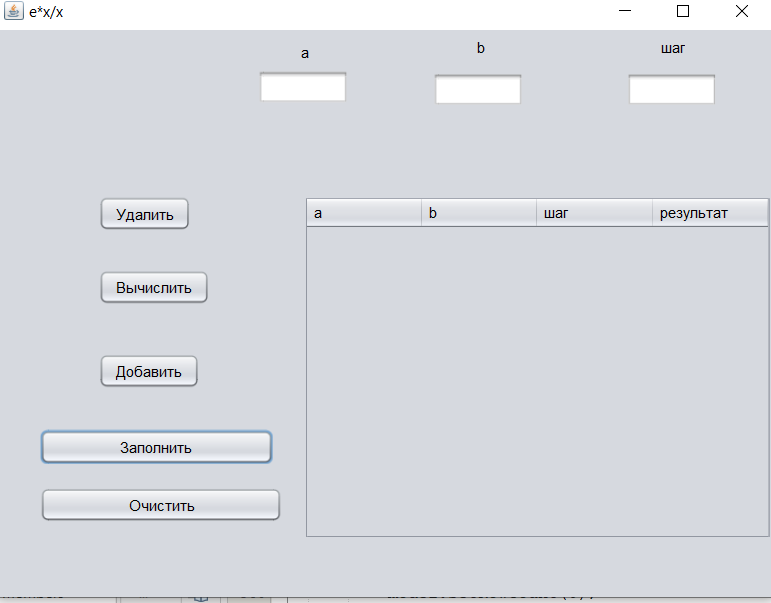 e*x/x
a b шаг
Удалить
a b шаг результат
Вычислить
Добавить
Заполнить
Очистить